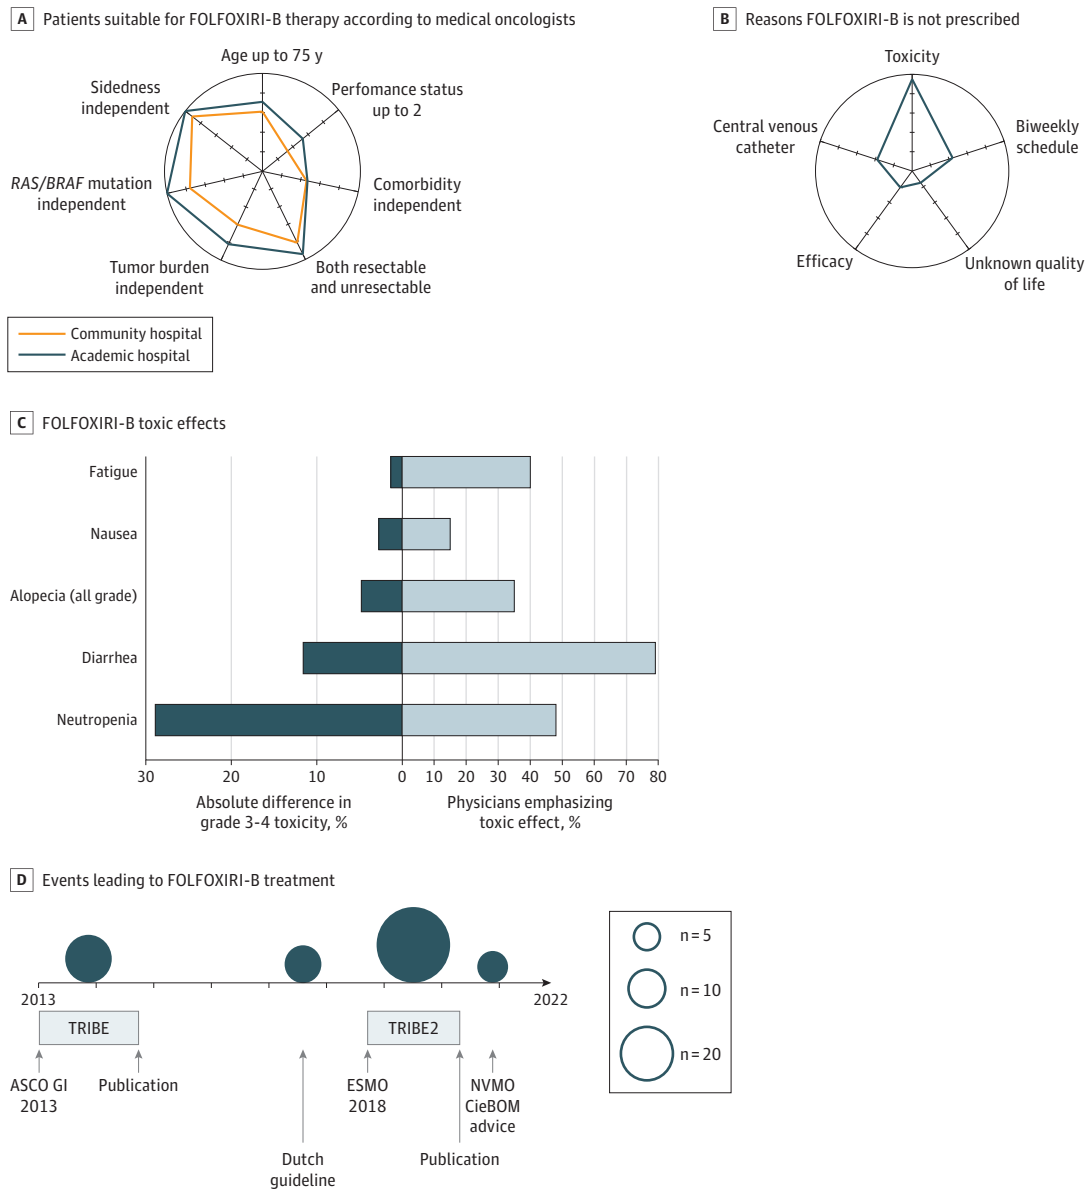 A Patients suitable for FOLFOXIRI-B therapy according to medical oncologists
Age up to 75 y
Perfomance status
up to 2
Comorbidity
independent
Both resectable
and unresectable
Tumor burden
independent
RAS/BRAF mutation
independent
Sidedness
independent
Community hospital
Academic hospital
B Reasons FOLFOXIRI-B is not prescribed
Toxicity
Biweekly
schedule
Unknown quality
of life
Efficacy
Central venous
catheter
C FOLFOXIRI-B toxic effects
Fatigue
Nausea
Alopecia (all grade)
Diarrhea
Neutropenia
30 20 10 0 10 20 30 40 50 60 70 80
Absolute difference in
grade 3-4 toxicity, %
Physicians emphasizing
toxic effect, %
D Events leading to FOLFOXIRI-B treatment
2013 2022
TRIBE TRIBE2
ASCO GI
2013
Publication
Dutch
guideline
ESMO
2018
Publication
NVMO
CieBOM
advice
n = 5
n = 10
n = 20